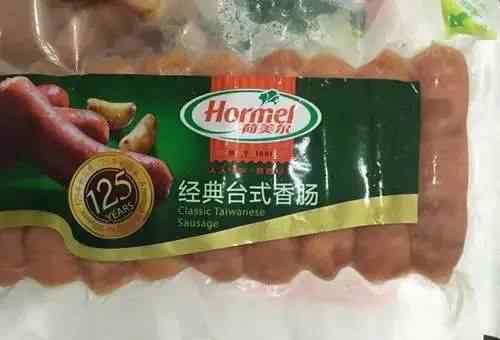 Hormel
荷美尔
经典台式香肠
Classic Taiwanese
Sausage
125
YEARS